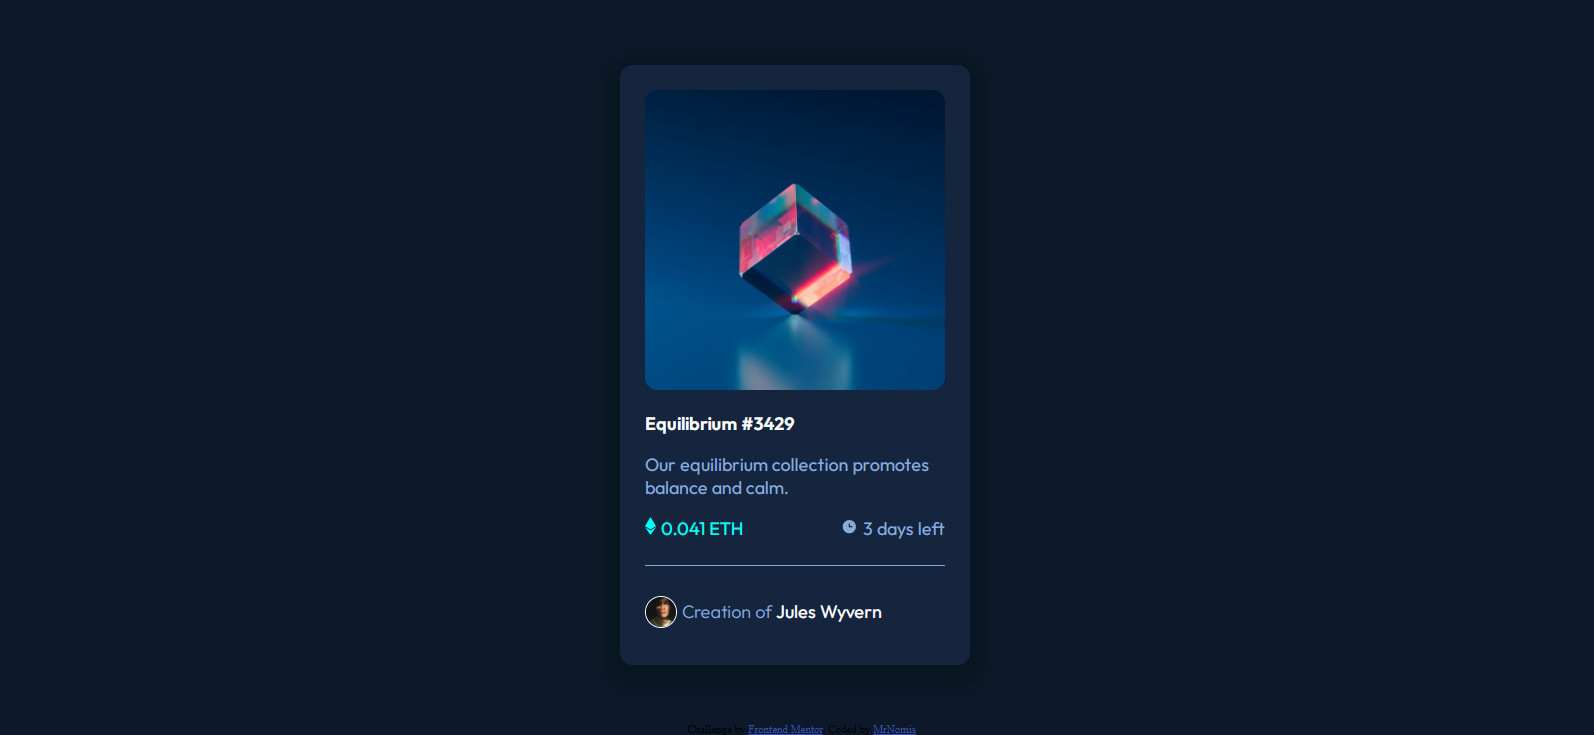 Equilibrium #3429
Our equilibrium collection promotes
balance and calm.
0.041 ETH
3 days left
Creation of Jules Wyvern
Challenge by Frontend Mentor. Coded by MrNomis.